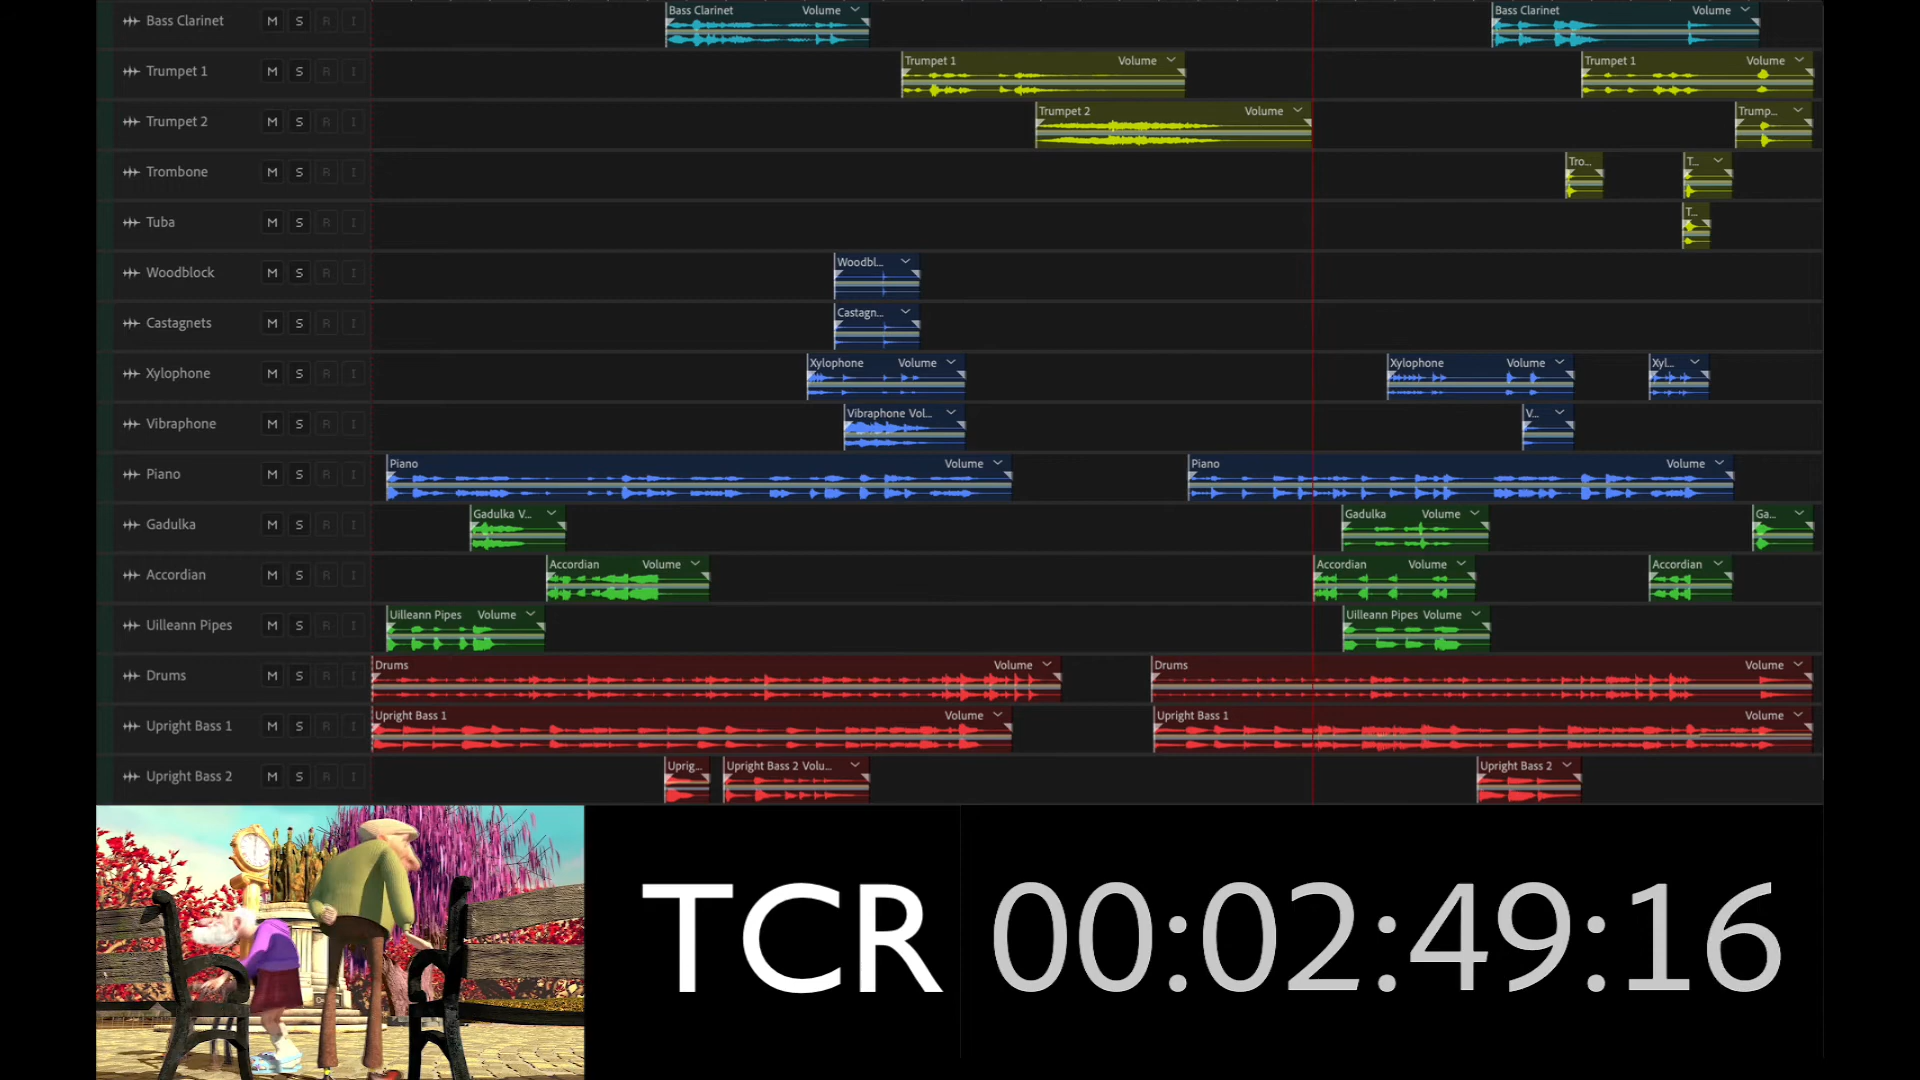 Bass Clarinet M S R I Bass Clarinet Volume Bass Clarinet Volume
Trumpet 1 M S R I Trumpet 1 Volume Trumpet 1 Volume
Trumpet 2 M S R I Trumpet 2 Volume Trump...
Trombone M S R I Tro... T...
Tuba M S R I T...
Woodblock M S R I Woodbl...
Castagnets M S R I Castagn...
Xylophone M S R I Xylophone Volume Xylophone Volume Xyl...
Vibraphone M S R I Vibraphone Vol... V...
Piano M S R I Piano Volume Piano Volume
Gadulka M S R I Gadulka V... Gadulka Volume Ga...
Accordian M S R I Accordian Volume Accordian Volume Accordian
Uilleann Pipes M S R I Uilleann Pipes Volume Uilleann Pipes Volume
Drums M S R I Drums Volume Drums Volume
Upright Bass 1 M S R I Upright Bass 1 Volume Upright Bass 1 Volume
Upright Bass 2 M S R I Uprig... Upright Bass 2 Volu... Upright Bass 2
TCR 00:02:49:16